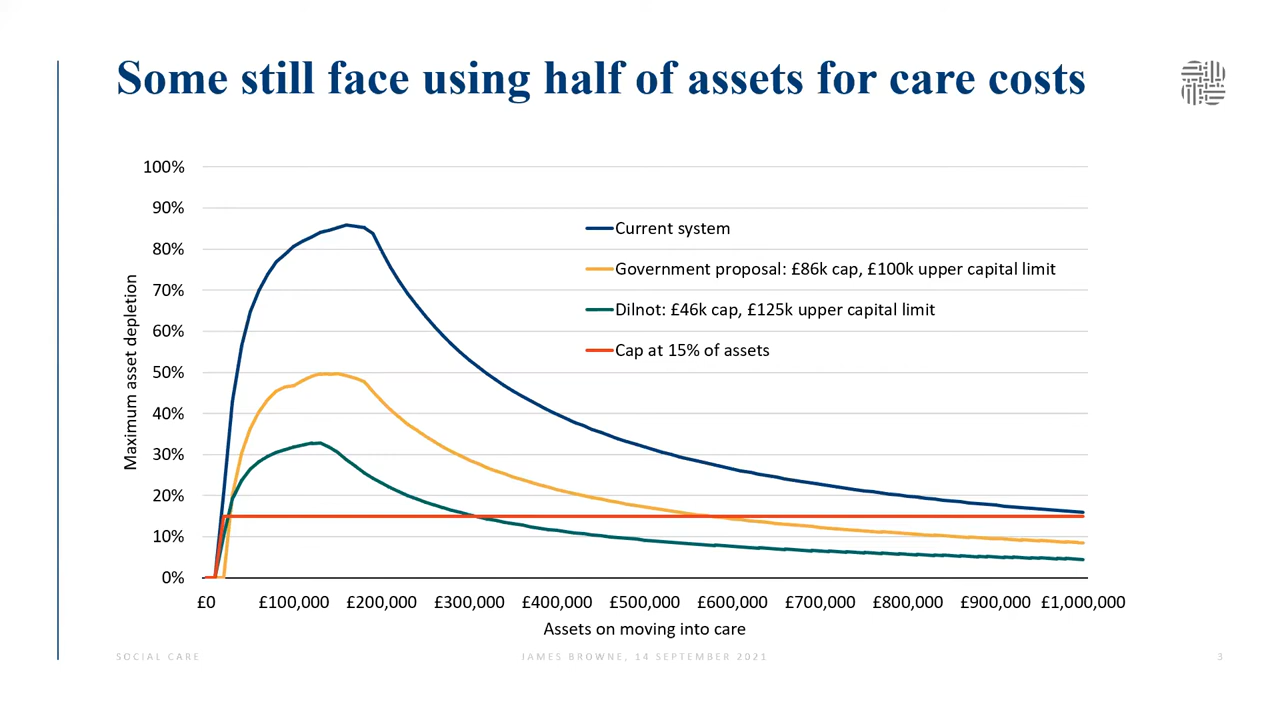 Some still face using half of assets for care costs
100%
90%
80%
70%
60%
50%
40%
30%
20%
10%
0%
Maximum asset depletion
Current system
Government proposal: £86k cap, £100k upper capital limit
Dilnot: £46k cap, £125k upper capital limit
Cap at 15% of assets
£0 £100,000 £200,000 £300,000 £400,000 £500,000 £600,000 £700,000 £800,000 £900,000 £1,000,000
Assets on moving into care
SOCIAL CARE JAMES BROWNE, 14 SEPTEMBER 2021 3